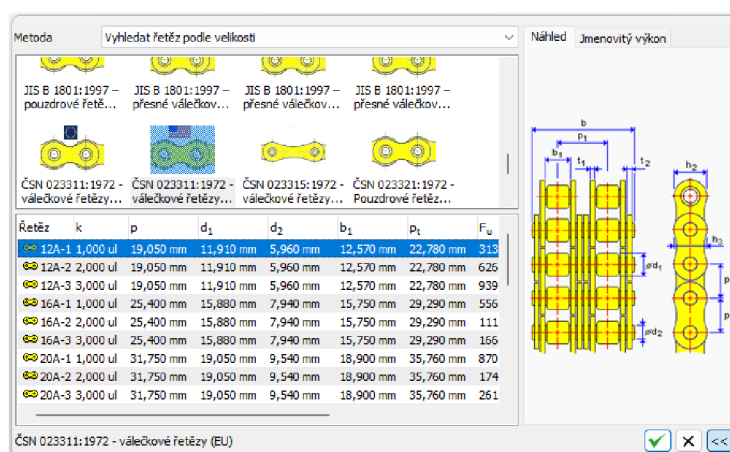 Metoda Vyhledat řetěz podle velikosti
Náhled Jmenovitý výkon
JIS B 1801:1997 – JIS B 1801:1997 – JIS B 1801:1997 –
pouzdrové řetě... přesné válečkov... přesné válečkov...
ČSN 023311:1972 - ČSN 023311:1972 - ČSN 023315:1972 - ČSN 023321:1972 -
válečkové řetězy... válečkové řetězy... válečkové řetězy... Pouzdrové řetěz...
Řetěz k p d1 d2 b1 pt Fu
12A-1 1,000 ul 19,050 mm 11,910 mm 5,960 mm 12,570 mm 22,780 mm 313
12A-2 2,000 ul 19,050 mm 11,910 mm 5,960 mm 12,570 mm 22,780 mm 626
12A-3 3,000 ul 19,050 mm 11,910 mm 5,960 mm 12,570 mm 22,780 mm 939
16A-1 1,000 ul 25,400 mm 15,880 mm 7,940 mm 15,750 mm 29,290 mm 556
16A-2 2,000 ul 25,400 mm 15,880 mm 7,940 mm 15,750 mm 29,290 mm 111
16A-3 3,000 ul 25,400 mm 15,880 mm 7,940 mm 15,750 mm 29,290 mm 166
20A-1 1,000 ul 31,750 mm 19,050 mm 9,540 mm 18,900 mm 35,760 mm 870
20A-2 2,000 ul 31,750 mm 19,050 mm 9,540 mm 18,900 mm 35,760 mm 174
20A-3 3,000 ul 31,750 mm 19,050 mm 9,540 mm 18,900 mm 35,760 mm 261
b
pt
b1 t1 t2 h2
h3
ød1
p
p
ød2
ČSN 023311:1972 - válečkové řetězy (EU)
<<